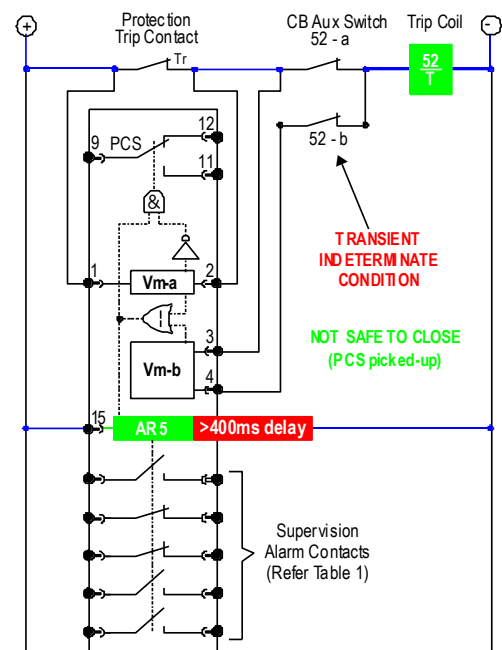 Protection
Trip Contact
CB Aux Switch
52 - a
Trip Coil
+
-
Tr
52
T
12
9 PCS
11
52 - b
&
TRANSIENT
INDETERMINATE
CONDITION
1
Vm-a
2
3
NOT SAFE TO CLOSE
(PCS picked-up)
Vm-b
4
15
AR 5
>400ms delay
Supervision
Alarm Contacts
(Refer Table 1)